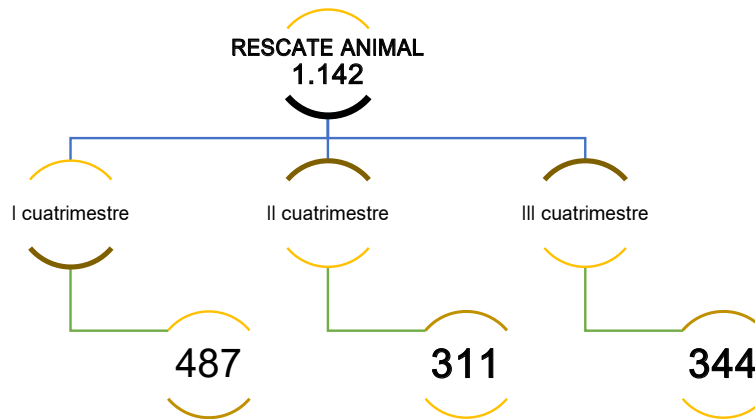 RESCATE ANIMAL
1.142
I cuatrimestre
II cuatrimestre
III cuatrimestre
487
311
344